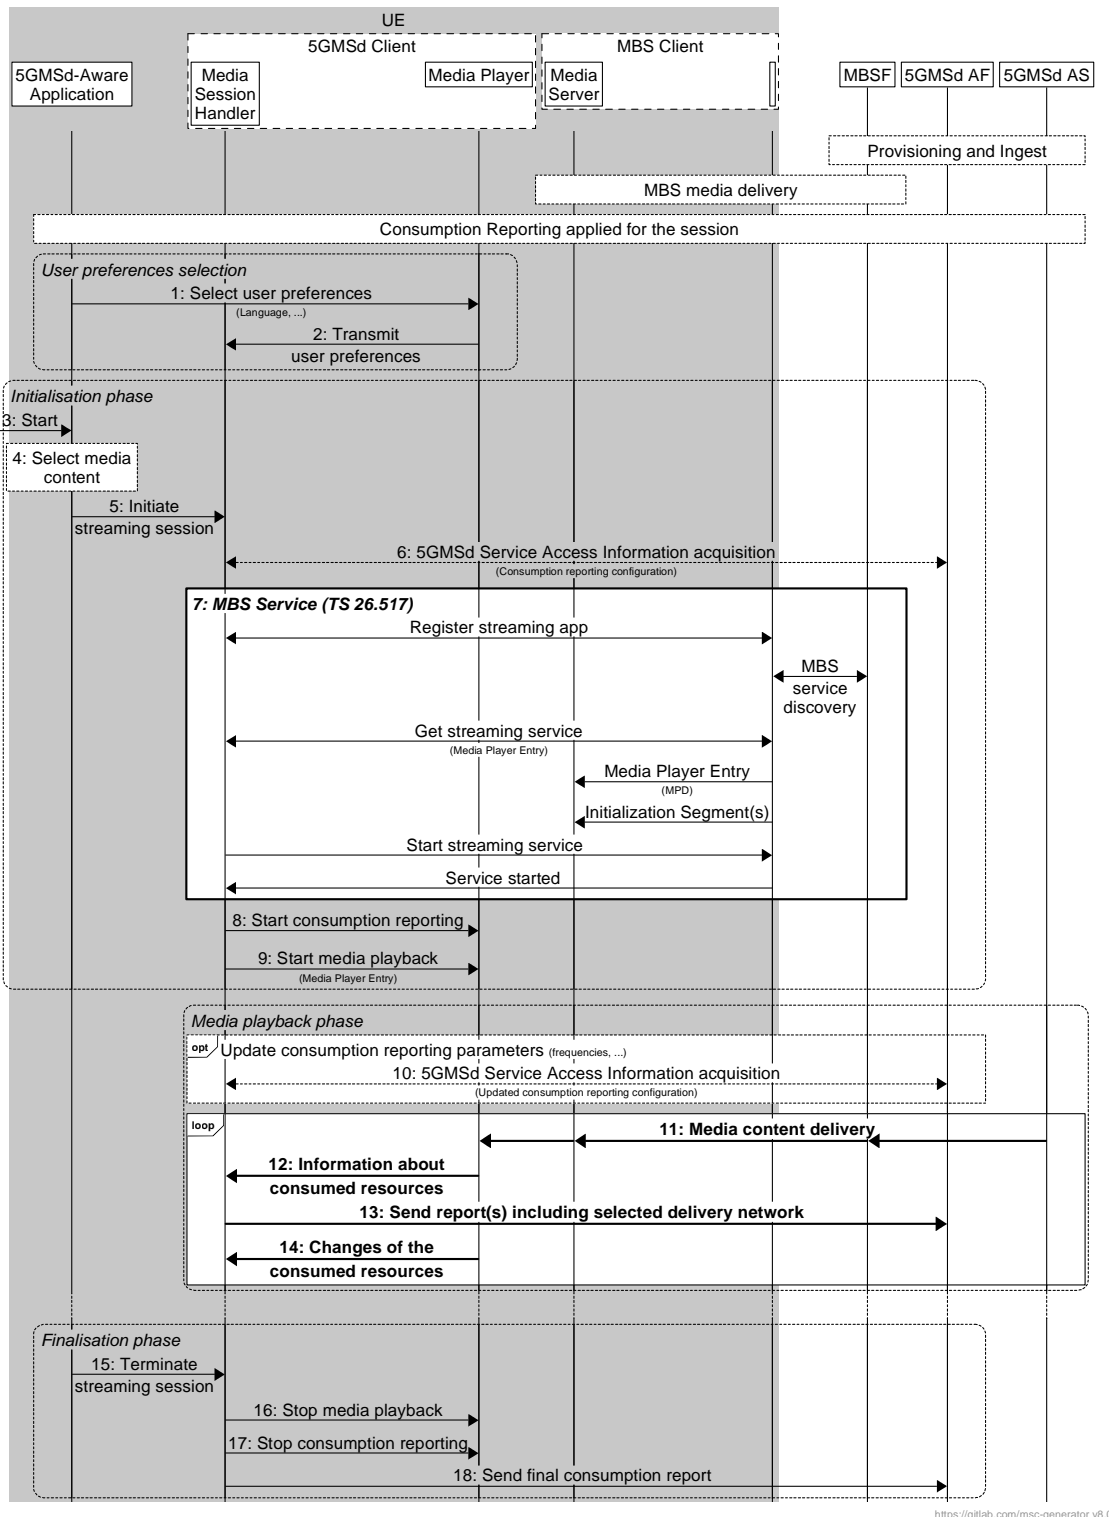 UE
5GMSd Client
MBS Client
5GMSd-Aware
Application
Media
Session
Handler
Media Player
Media
Server
MBSF
5GMSd AF
5GMSd AS
Provisioning and Ingest
MBS media delivery
Consumption Reporting applied for the session
User preferences selection
1: Select user preferences
(Language, ...)
2: Transmit
user preferences
Initialisation phase
3: Start
4: Select media
content
5: Initiate
streaming session
6: 5GMSd Service Access Information acquisition
(Consumption reporting configuration)
7: MBS Service (TS 26.517)
Register streaming app
MBS
service
discovery
Get streaming service
(Media Player Entry)
Media Player Entry
(MPD)
Initialization Segment(s)
Start streaming service
Service started
8: Start consumption reporting
9: Start media playback
(Media Player Entry)
Media playback phase
opt
Update consumption reporting parameters (frequencies, ...)
10: 5GMSd Service Access Information acquisition
(Updated consumption reporting configuration)
loop
11: Media content delivery
12: Information about
consumed resources
13: Send report(s) including selected delivery network
14: Changes of the
consumed resources
Finalisation phase
15: Terminate
streaming session
16: Stop media playback
17: Stop consumption reporting
18: Send final consumption report
https://gitlab.com/msc-generator v8.0